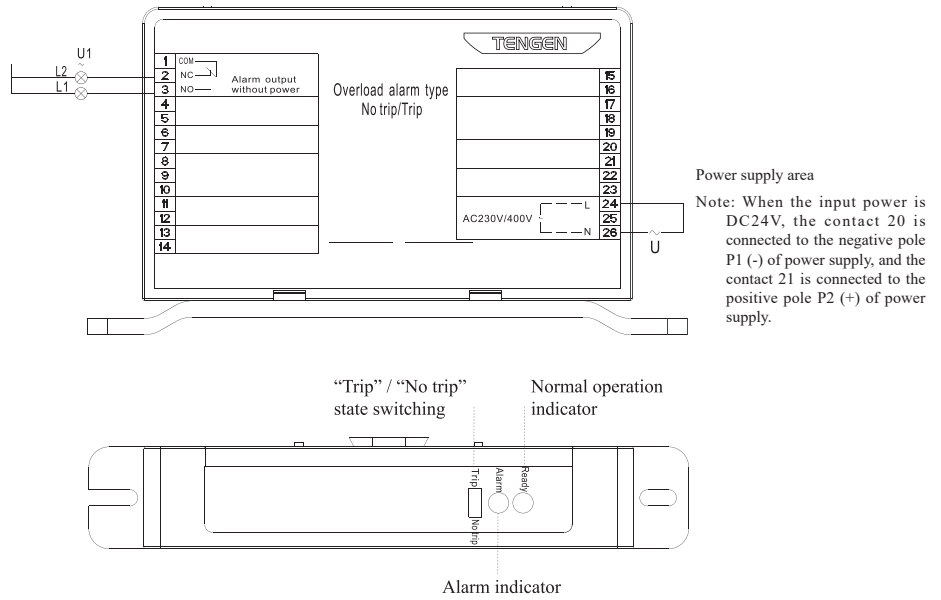 TENGEN
U1
~
L2
L1
1 COM
2 NC
3 NO
Alarm output
without power
4
5
6
7
8
9
10
11
12
13
14
Overload alarm type
No trip/Trip
15
16
17
18
19
20
21
22
23
24
25
26
AC230V/400V
L
N
~
U
Power supply area
Note: When the input power is
DC24V, the contact 20 is
connected to the negative pole
P1 (-) of power supply, and the
contact 21 is connected to the
positive pole P2 (+) of power
supply.
“Trip” / “No trip”
state switching
Normal operation
indicator
Trip
No trip
Alarm
Ready
Alarm indicator